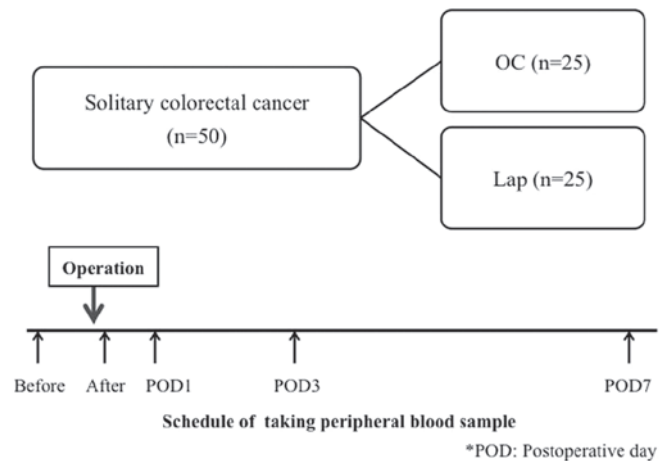 Solitary colorectal cancer
(n=50)
OC (n=25)
Lap (n=25)
Operation
Before After POD1 POD3 POD7
Schedule of taking peripheral blood sample
*POD: Postoperative day